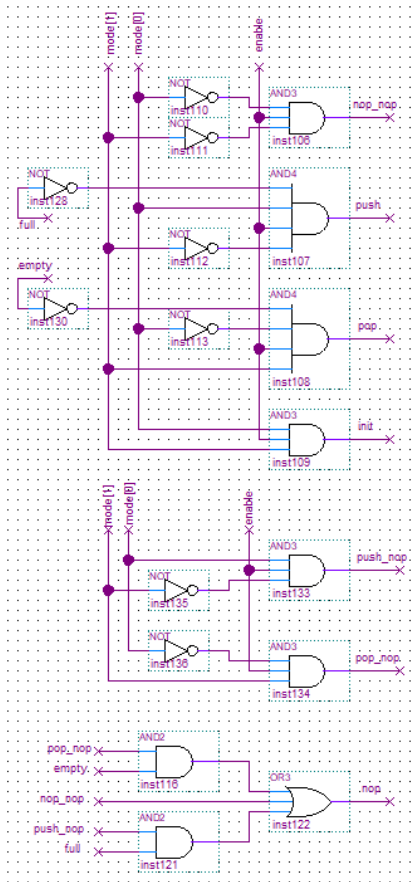 mode[1]
mode[0]
enable
NOT
inst110
NOT
inst111
AND3
inst106
nop_nop
NOT
inst128
full
AND4
inst107
push
NOT
inst112
empty
NOT
inst130
NOT
inst113
AND4
inst108
pop
AND3
inst109
init
mode[1]
mode[0]
enable
AND3
inst133
push_nop
NOT
inst135
NOT
inst136
AND3
inst134
pop_nop
AND2
inst116
pop_nop
empty
nop_nop
OR3
inst122
nop
push_nop
full
AND2
inst121